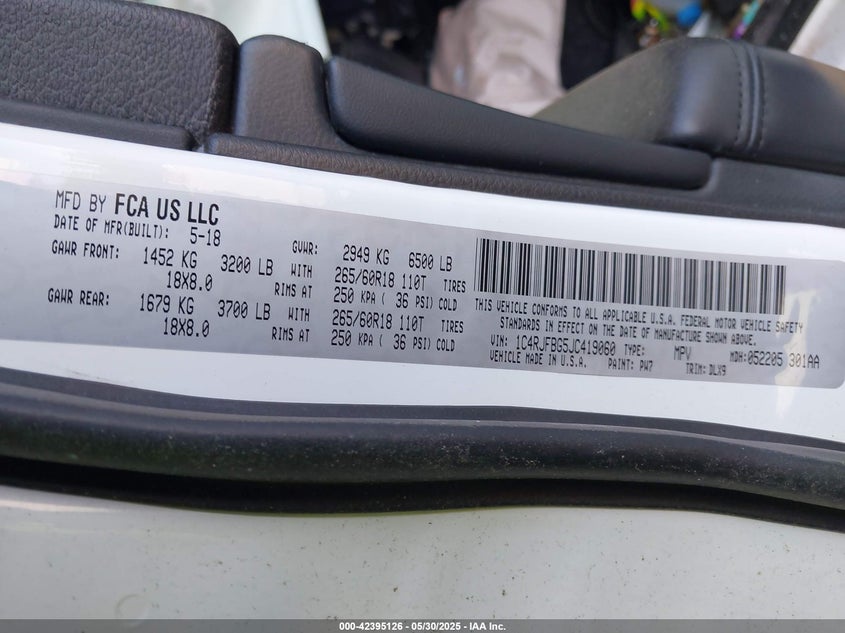 MFD BY FCA US LLC
DATE OF MFR(BUILT): 5-18
GVWR: 2949 KG 6500 LB
GAWR FRONT: 1452 KG 3200 LB WITH 265/60R18 110T TIRES
18X8.0 RIMS AT 250 KPA ( 36 PSI) COLD
GAWR REAR: 1679 KG 3700 LB WITH 265/60R18 110T TIRES
18X8.0 RIMS AT 250 KPA ( 36 PSI) COLD
THIS VEHICLE CONFORMS TO ALL APPLICABLE U.S.A. FEDERAL MOTOR VEHICLE SAFETY
STANDARDS IN EFFECT ON THE DATE OF MANUFACTURE SHOWN ABOVE.
VIN: 1C4RJFBG5JC419060 TYPE: MPV MDH:052205 301AA
VEHICLE MADE IN U.S.A. PAINT: PW7 TRIM: DLX9
000-42395126 - 05/30/2025 - IAA Inc.